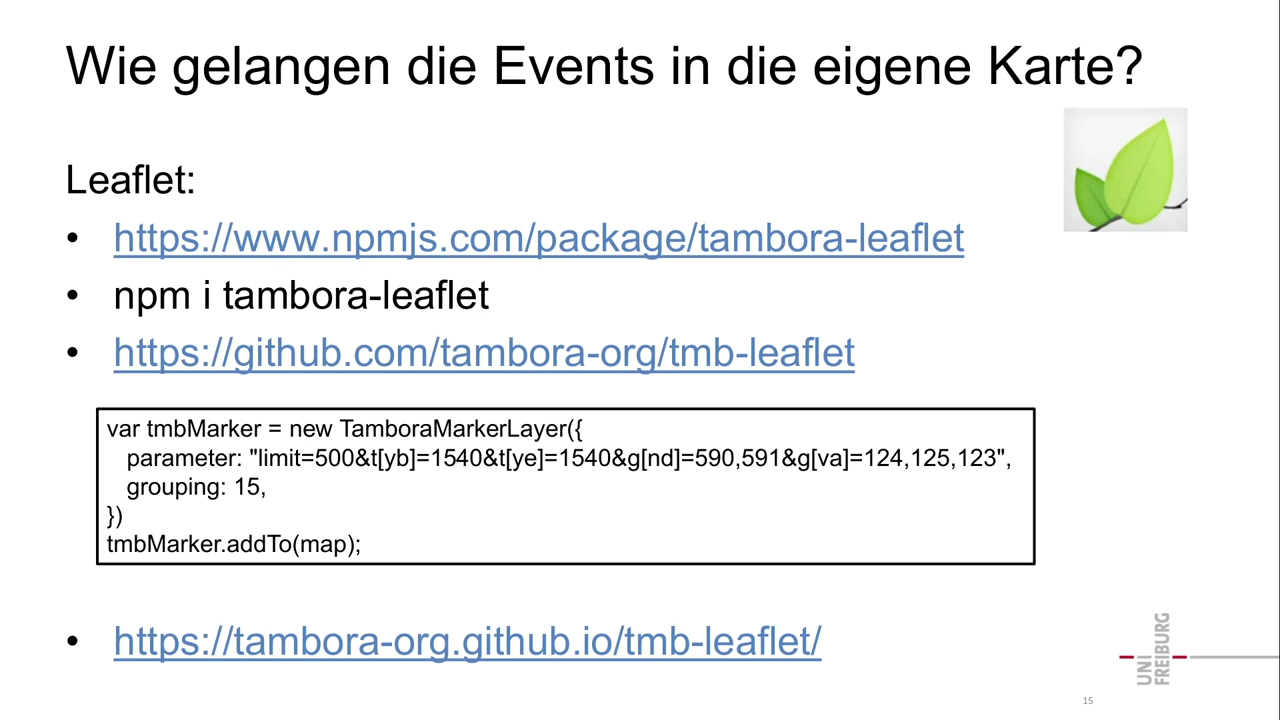 Wie gelangen die Events in die eigene Karte?
Leaflet:
• https://www.npmjs.com/package/tambora-leaflet
• npm i tambora-leaflet
• https://github.com/tambora-org/tmb-leaflet
var tmbMarker = new TamboraMarkerLayer({
parameter: "limit=500&t[yb]=1540&t[ye]=1540&g[nd]=590,591&g[va]=124,125,123",
grouping: 15,
})
tmbMarker.addTo(map);
• https://tambora-org.github.io/tmb-leaflet/
UNI
FREIBURG
15